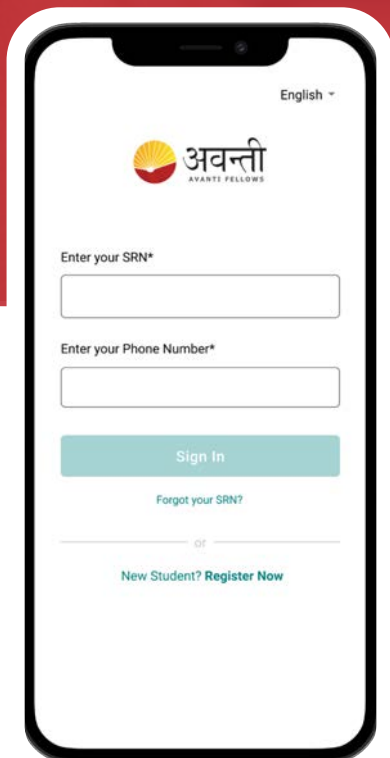 English
अवन्ती
AVANTI FELLOWS
Enter your SRN*
Enter your Phone Number*
Sign In
Forgot your SRN?
or
New Student? Register Now